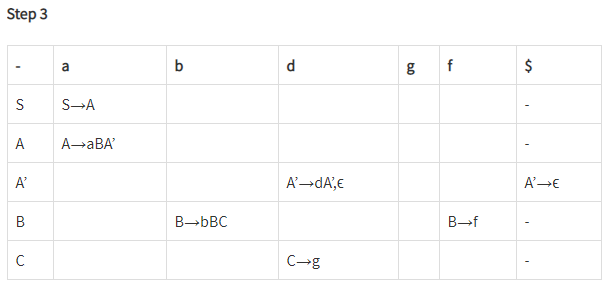 Step 3
- a b d g f $
S S→A -
A A→aBA’ -
A’ A’→dA’,ϵ A’→ϵ
B B→bBC B→f -
C C→g -